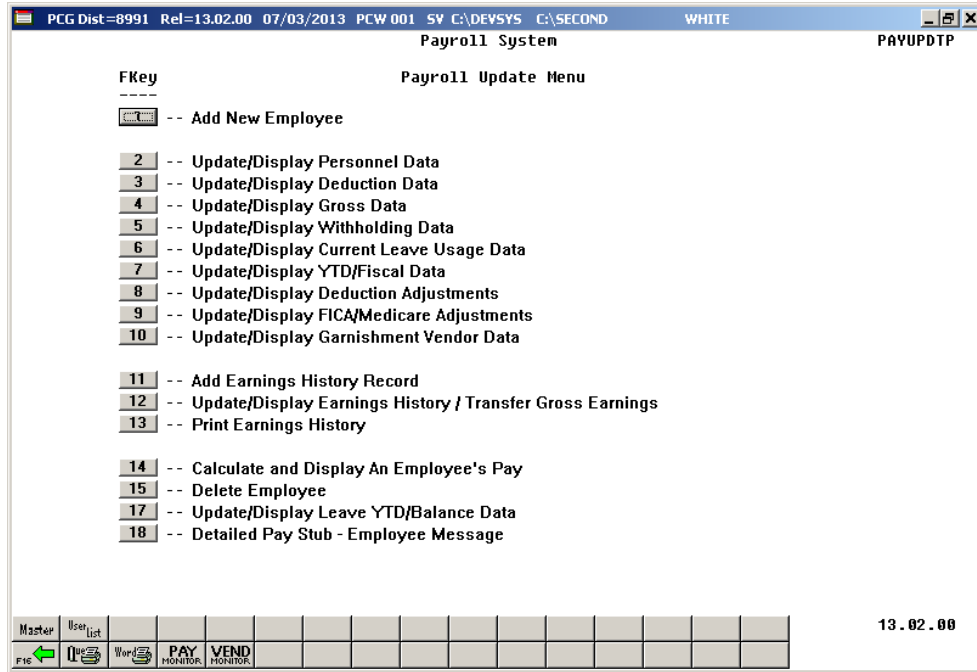 PCG Dist=8991 Rel=13.02.00 07/03/2013 PCW 001 SV C:\DEVSYS C:\SECOND WHITE
Payroll System PAYUPDTP
FKey Payroll Update Menu
----
1 -- Add New Employee
2 -- Update/Display Personnel Data
3 -- Update/Display Deduction Data
4 -- Update/Display Gross Data
5 -- Update/Display Withholding Data
6 -- Update/Display Current Leave Usage Data
7 -- Update/Display YTD/Fiscal Data
8 -- Update/Display Deduction Adjustments
9 -- Update/Display FICA/Medicare Adjustments
10 -- Update/Display Garnishment Vendor Data
11 -- Add Earnings History Record
12 -- Update/Display Earnings History / Transfer Gross Earnings
13 -- Print Earnings History
14 -- Calculate and Display An Employee's Pay
15 -- Delete Employee
17 -- Update/Display Leave YTD/Balance Data
18 -- Detailed Pay Stub - Employee Message
Master User List 13.02.00
F16 Que Word PAY MONITOR VEND MONITOR